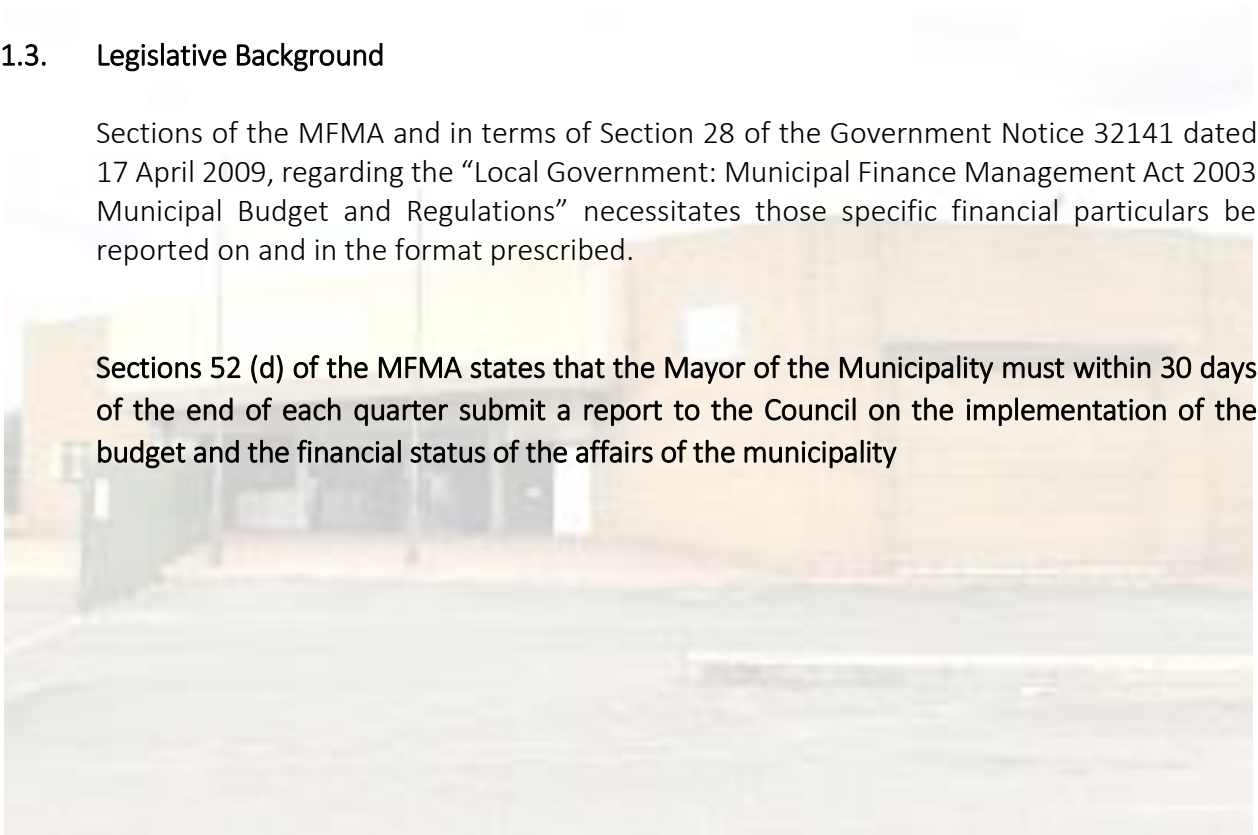 1.3. Legislative Background
Sections of the MFMA and in terms of Section 28 of the Government Notice 32141 dated
17 April 2009, regarding the “Local Government: Municipal Finance Management Act 2003
Municipal Budget and Regulations” necessitates those specific financial particulars be
reported on and in the format prescribed.
Sections 52 (d) of the MFMA states that the Mayor of the Municipality must within 30 days
of the end of each quarter submit a report to the Council on the implementation of the
budget and the financial status of the affairs of the municipality